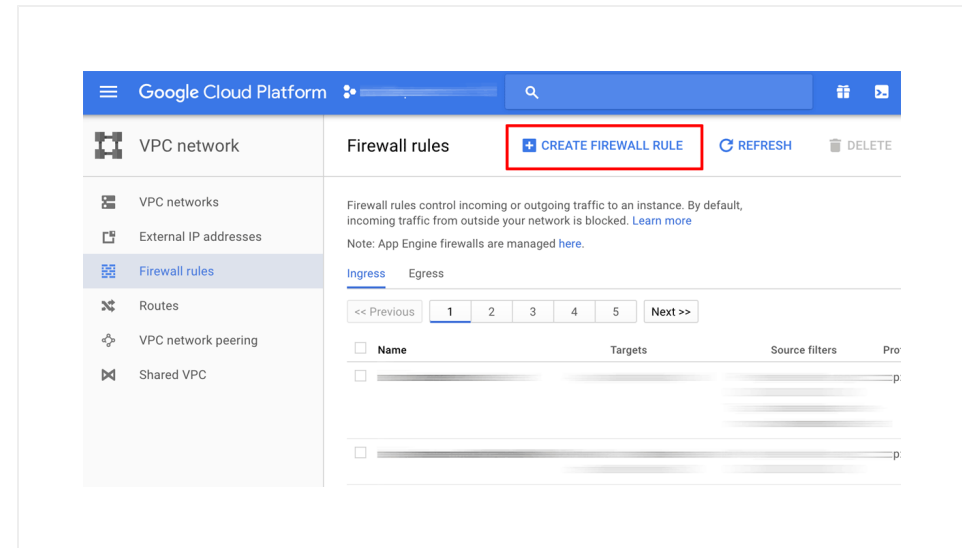 Google Cloud Platform
VPC network
Firewall rules
CREATE FIREWALL RULE
REFRESH
DELETE
VPC networks
External IP addresses
Firewall rules
Routes
VPC network peering
Shared VPC
Firewall rules control incoming or outgoing traffic to an instance. By default,
incoming traffic from outside your network is blocked. Learn more
Note: App Engine firewalls are managed here.
Ingress Egress
<< Previous 1 2 3 4 5 Next >>
Name Targets Source filters